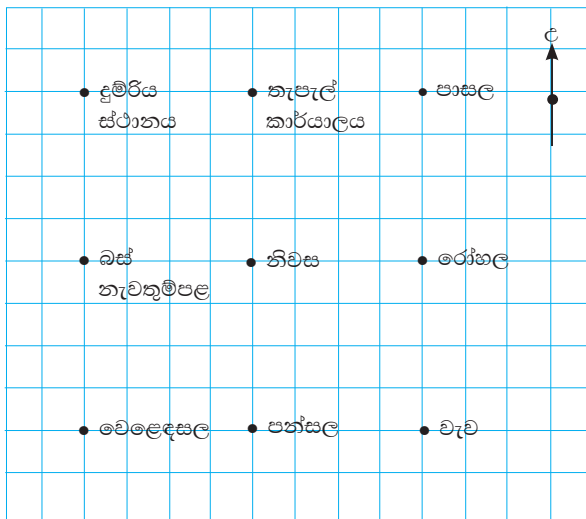 උ
දුම්රිය
ස්ථානය
තැපැල්
කාර්යාලය
පාසල
බස්
නැවතුම්පළ
නිවස
රෝහල
වෙළෙඳසල
පන්සල
වැව